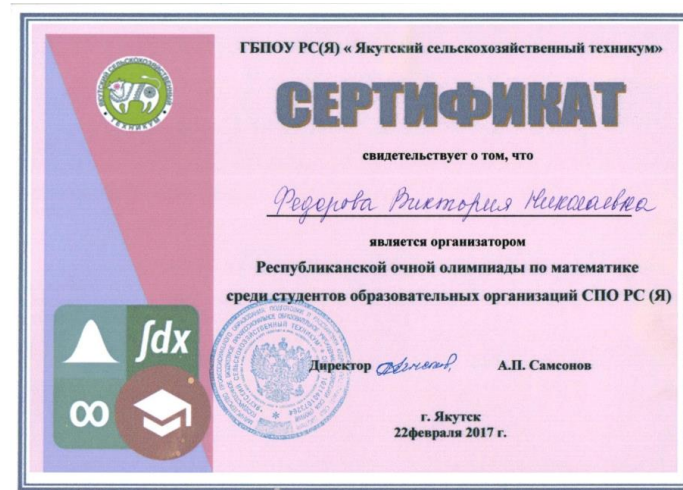 ГБПОУ РС(Я) « Якутский сельскохозяйственный техникум»
СЕРТИФИКАТ
свидетельствует о том, что
Федорова Виктория Николаевна
является организатором
Республиканской очной олимпиады по математике
среди студентов образовательных организаций СПО РС (Я)
∫dx
∞
Директор
А.П. Самсонов
г. Якутск
22февраля 2017 г.